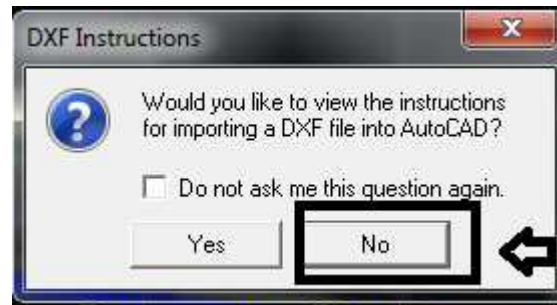 DXF Instructions
Would you like to view the instructions
for importing a DXF file into AutoCAD?
Do not ask me this question again.
Yes No